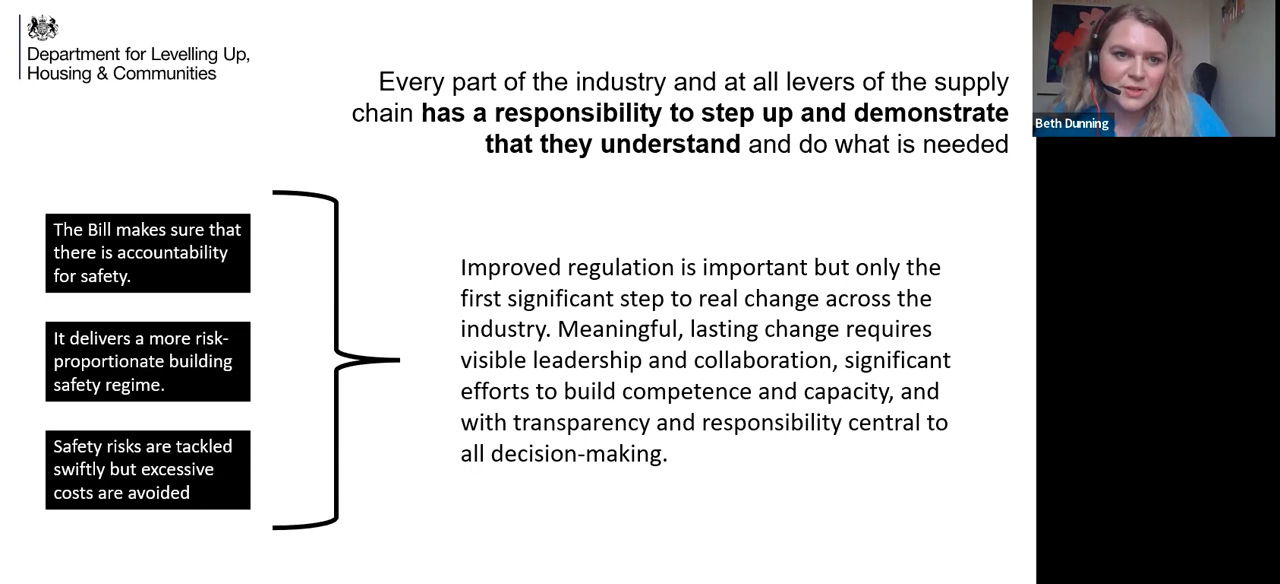 Department for Levelling Up,
Housing & Communities
Every part of the industry and at all levers of the supply
chain has a responsibility to step up and demonstrate
that they understand and do what is needed
Beth Dunning
The Bill makes sure that
there is accountability
for safety.
It delivers a more risk-
proportionate building
safety regime.
Safety risks are tackled
swiftly but excessive
costs are avoided
Improved regulation is important but only the
first significant step to real change across the
industry. Meaningful, lasting change requires
visible leadership and collaboration, significant
efforts to build competence and capacity, and
with transparency and responsibility central to
all decision-making.